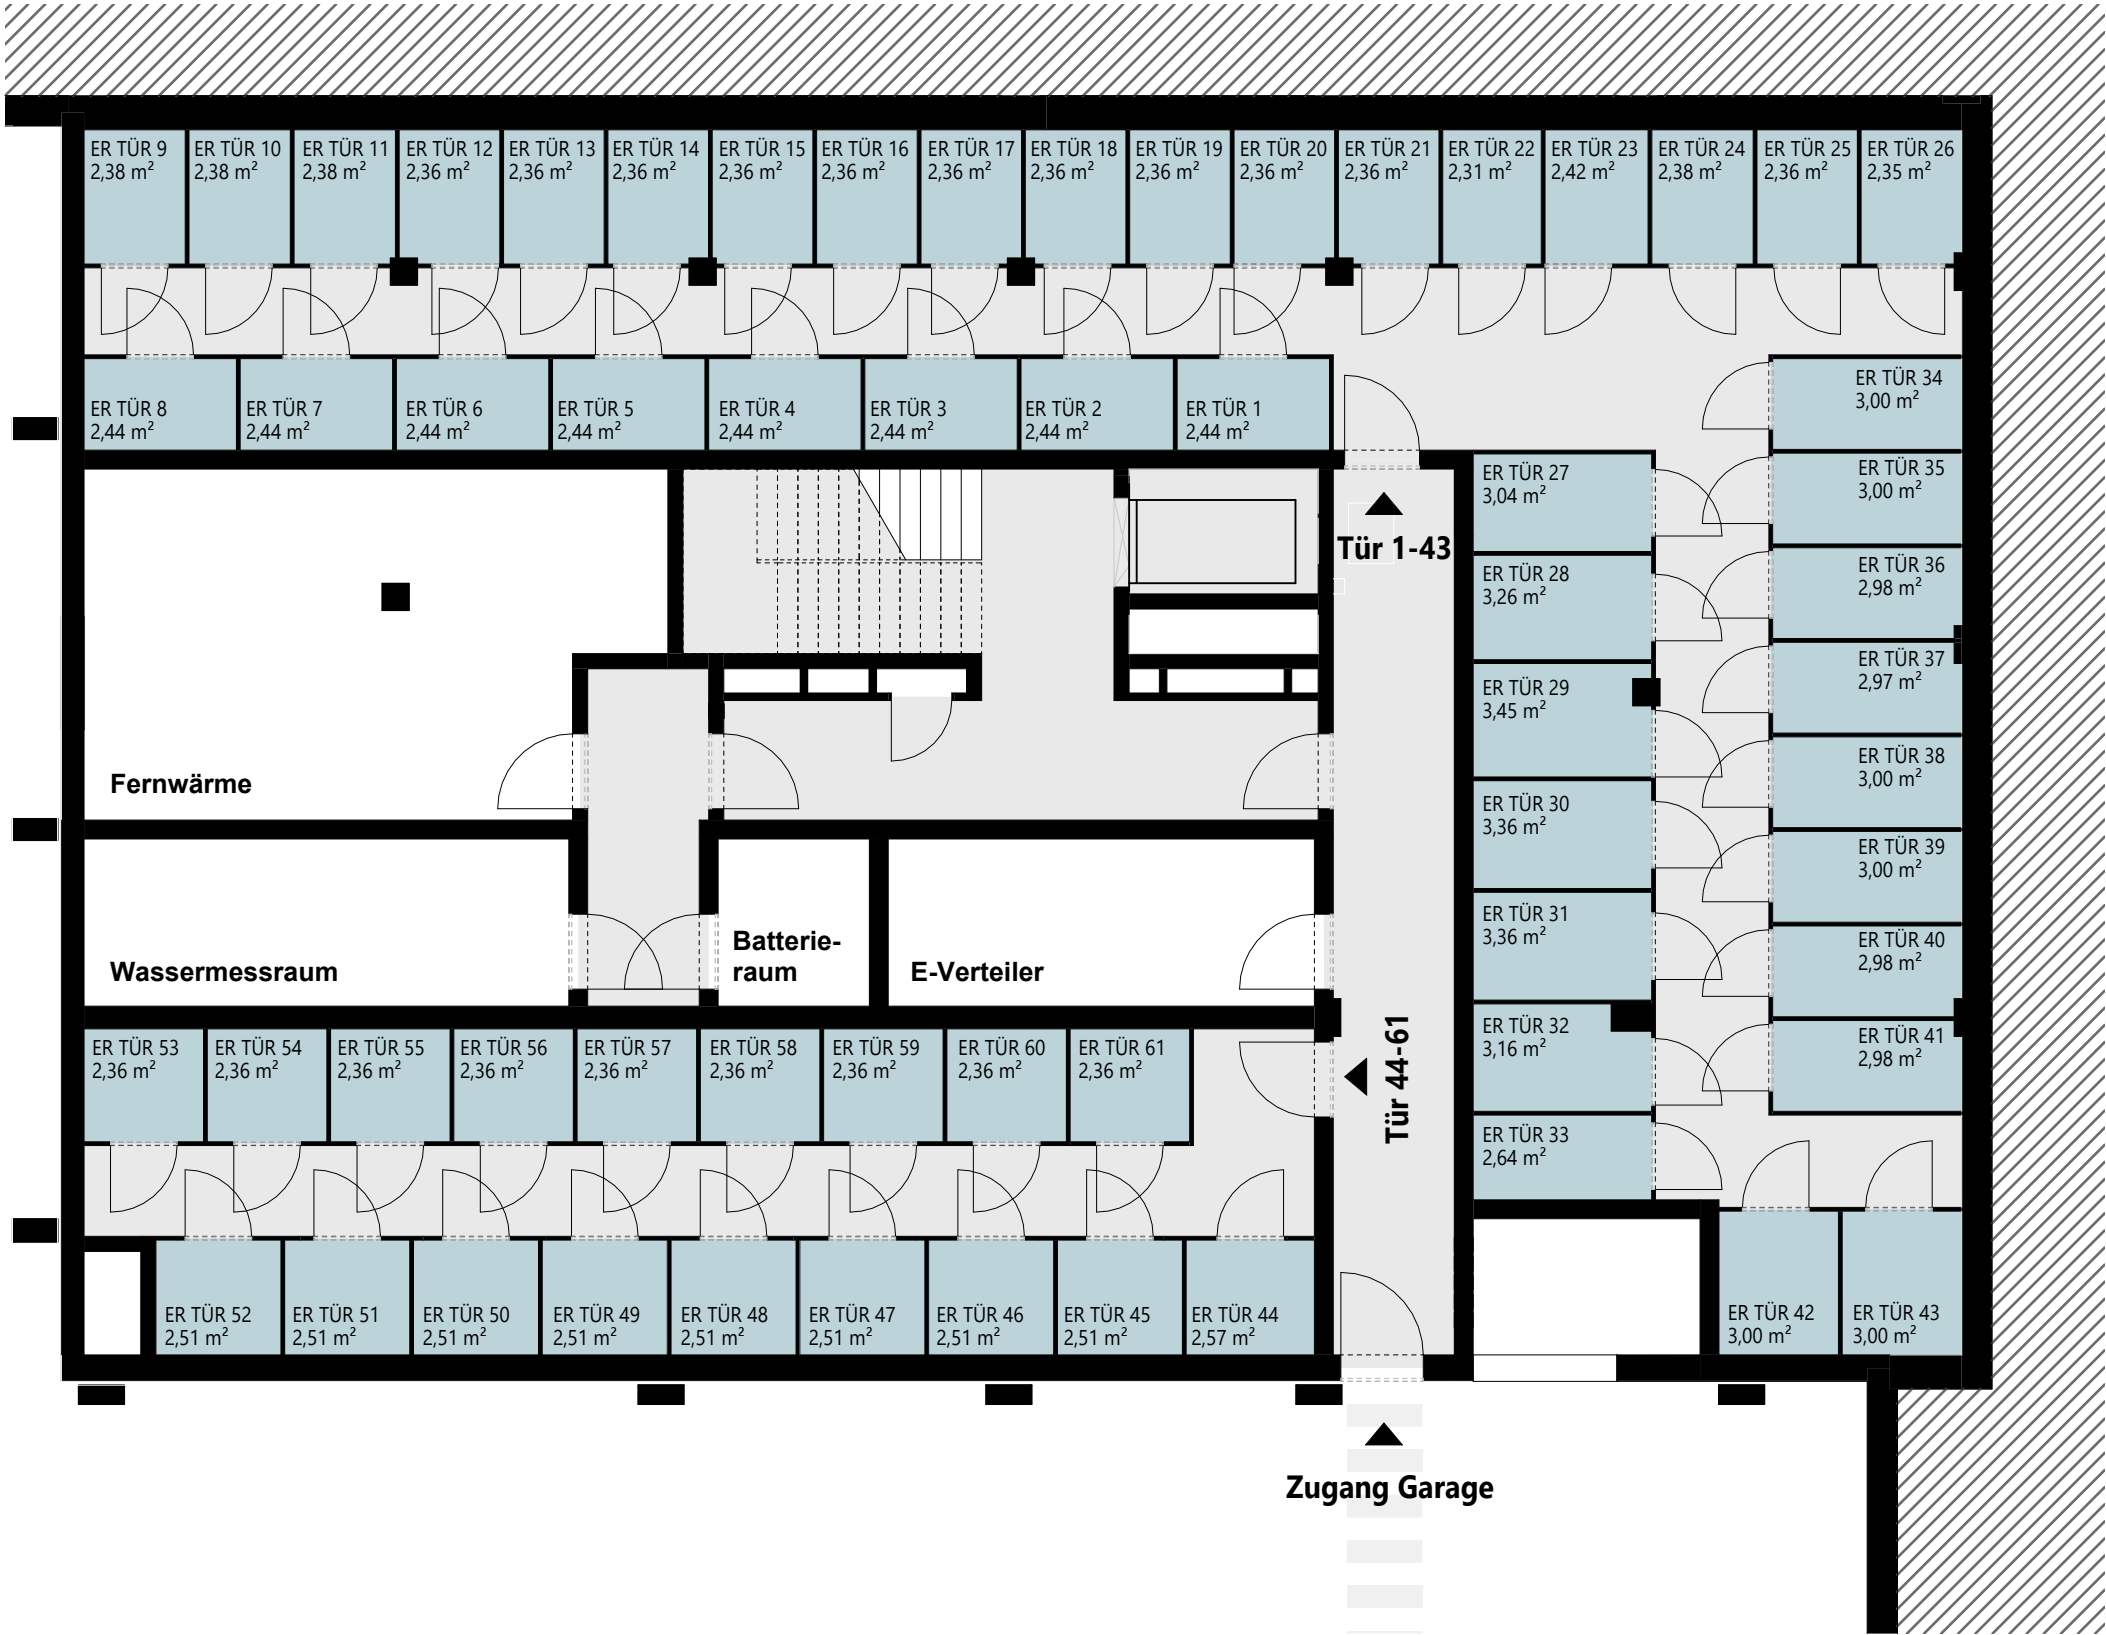 ER TÜR 9
2,38 m²
ER TÜR 10
2,38 m²
ER TÜR 11
2,38 m²
ER TÜR 12
2,36 m²
ER TÜR 13
2,36 m²
ER TÜR 14
2,36 m²
ER TÜR 15
2,36 m²
ER TÜR 16
2,36 m²
ER TÜR 17
2,36 m²
ER TÜR 18
2,36 m²
ER TÜR 19
2,36 m²
ER TÜR 20
2,36 m²
ER TÜR 21
2,36 m²
ER TÜR 22
2,31 m²
ER TÜR 23
2,42 m²
ER TÜR 24
2,38 m²
ER TÜR 25
2,36 m²
ER TÜR 26
2,35 m²
ER TÜR 8
2,44 m²
ER TÜR 7
2,44 m²
ER TÜR 6
2,44 m²
ER TÜR 5
2,44 m²
ER TÜR 4
2,44 m²
ER TÜR 3
2,44 m²
ER TÜR 2
2,44 m²
ER TÜR 1
2,44 m²
ER TÜR 34
3,00 m²
ER TÜR 35
3,00 m²
ER TÜR 36
2,98 m²
ER TÜR 37
2,97 m²
ER TÜR 38
3,00 m²
ER TÜR 39
3,00 m²
ER TÜR 40
2,98 m²
ER TÜR 41
2,98 m²
ER TÜR 27
3,04 m²
ER TÜR 28
3,26 m²
ER TÜR 29
3,45 m²
ER TÜR 30
3,36 m²
ER TÜR 31
3,36 m²
ER TÜR 32
3,16 m²
ER TÜR 33
2,64 m²
Tür 1-43
Fernwärme
Wassermessraum
Batterie-
raum
E-Verteiler
Tür 44-61
ER TÜR 53
2,36 m²
ER TÜR 54
2,36 m²
ER TÜR 55
2,36 m²
ER TÜR 56
2,36 m²
ER TÜR 57
2,36 m²
ER TÜR 58
2,36 m²
ER TÜR 59
2,36 m²
ER TÜR 60
2,36 m²
ER TÜR 61
2,36 m²
ER TÜR 52
2,51 m²
ER TÜR 51
2,51 m²
ER TÜR 50
2,51 m²
ER TÜR 49
2,51 m²
ER TÜR 48
2,51 m²
ER TÜR 47
2,51 m²
ER TÜR 46
2,51 m²
ER TÜR 45
2,51 m²
ER TÜR 44
2,57 m²
ER TÜR 42
3,00 m²
ER TÜR 43
3,00 m²
Zugang Garage